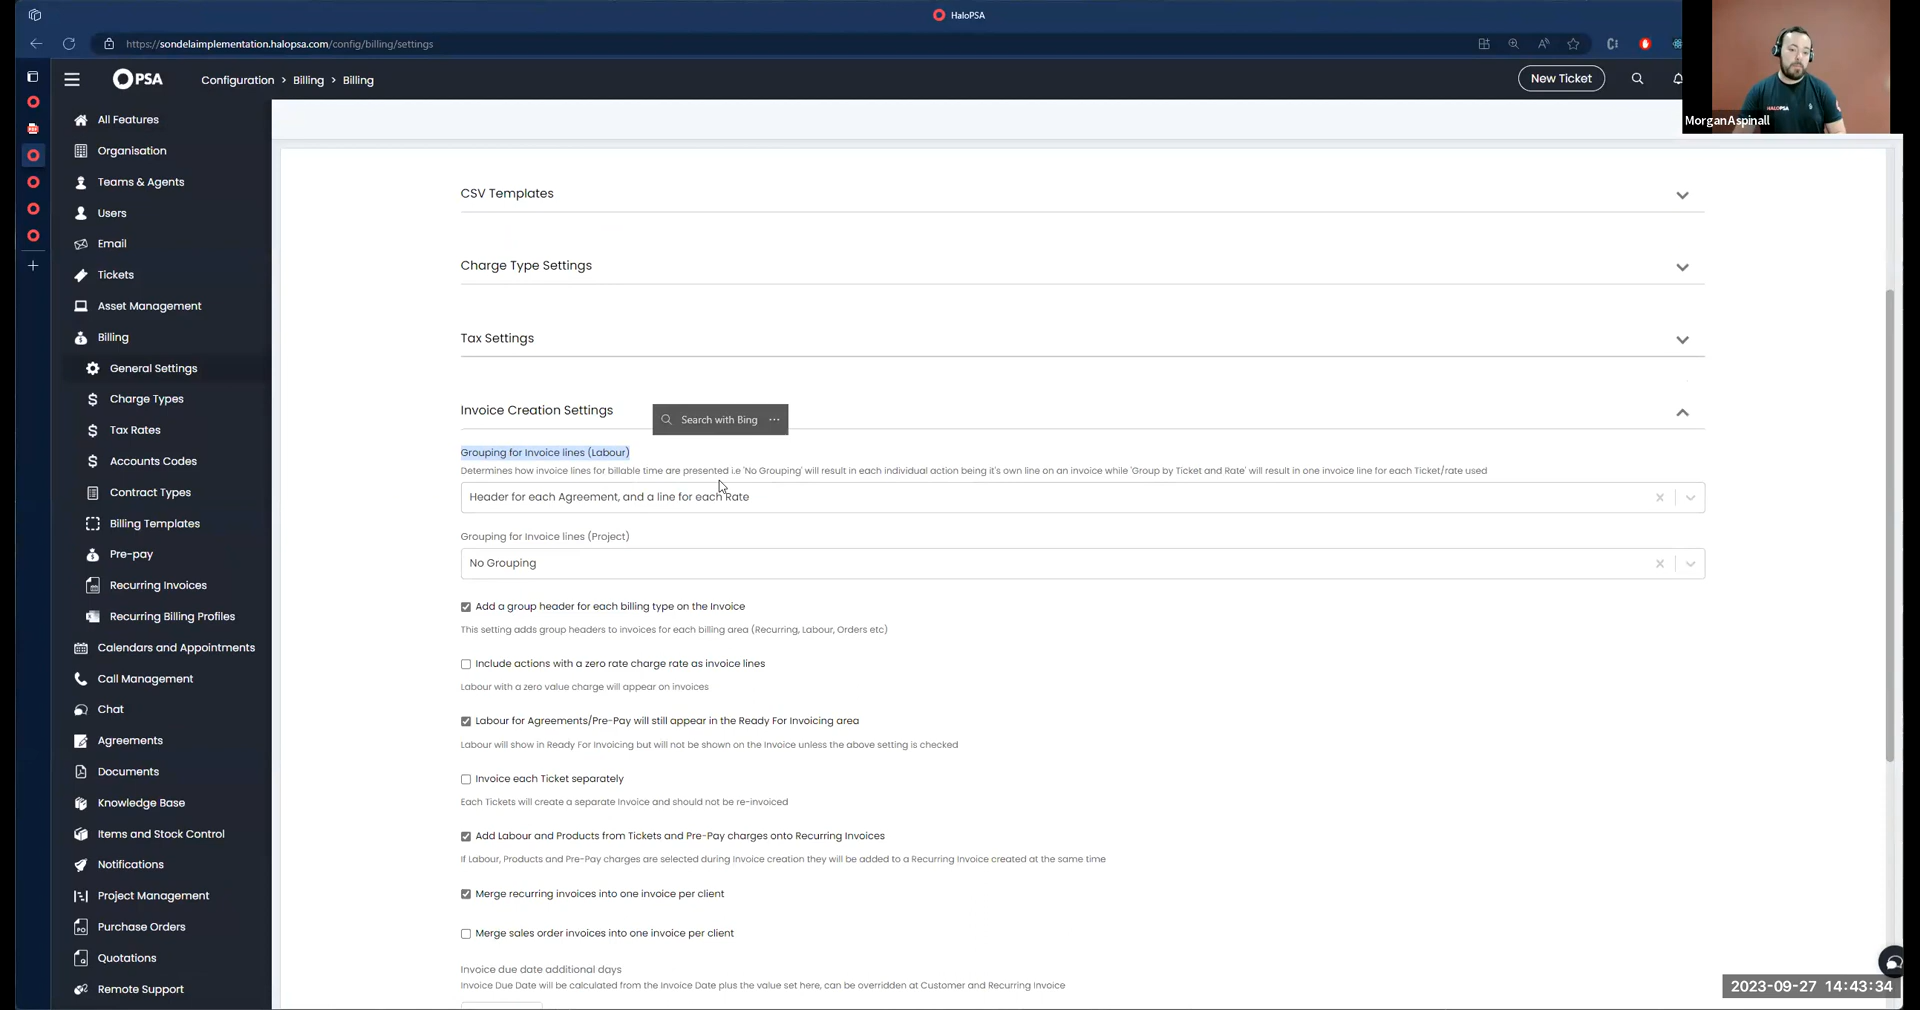 HaloPSA
https://sondelaimplementation.halopsa.com/config/billing/settings
PSA
Configuration > Billing > Billing
New Ticket
HALOPSA
Morgan Aspinall
All Features
Organisation
Teams & Agents
Users
Email
Tickets
Asset Management
Billing
General Settings
Charge Types
Tax Rates
Accounts Codes
Contract Types
Billing Templates
Pre-pay
Recurring Invoices
Recurring Billing Profiles
Calendars and Appointments
Call Management
Chat
Agreements
Documents
Knowledge Base
Items and Stock Control
Notifications
Project Management
Purchase Orders
Quotations
Remote Support
CSV Templates
Charge Type Settings
Tax Settings
Invoice Creation Settings
Search with Bing
Grouping for Invoice lines (Labour)
Determines how invoice lines for billable time are presented i.e 'No Grouping' will result in each individual action being it's own line on an invoice while 'Group by Ticket and Rate' will result in one invoice line for each Ticket/rate used
Header for each Agreement, and a line for each Rate
Grouping for Invoice lines (Project)
No Grouping
Add a group header for each billing type on the Invoice
This setting adds group headers to invoices for each billing area (Recurring, Labour, Orders etc)
Include actions with a zero rate charge rate as invoice lines
Labour with a zero value charge will appear on invoices
Labour for Agreements/Pre-Pay will still appear in the Ready For Invoicing area
Labour will show in Ready For Invoicing but will not be shown on the Invoice unless the above setting is checked
Invoice each Ticket separately
Each Tickets will create a separate Invoice and should not be re-invoiced
Add Labour and Products from Tickets and Pre-Pay charges onto Recurring Invoices
If Labour, Products and Pre-Pay charges are selected during Invoice creation they will be added to a Recurring Invoice created at the same time
Merge recurring invoices into one invoice per client
Merge sales order invoices into one invoice per client
Invoice due date additional days
Invoice Due Date will be calculated from the Invoice Date plus the value set here, can be overridden at Customer and Recurring Invoice
2023-09-27 14:43:34